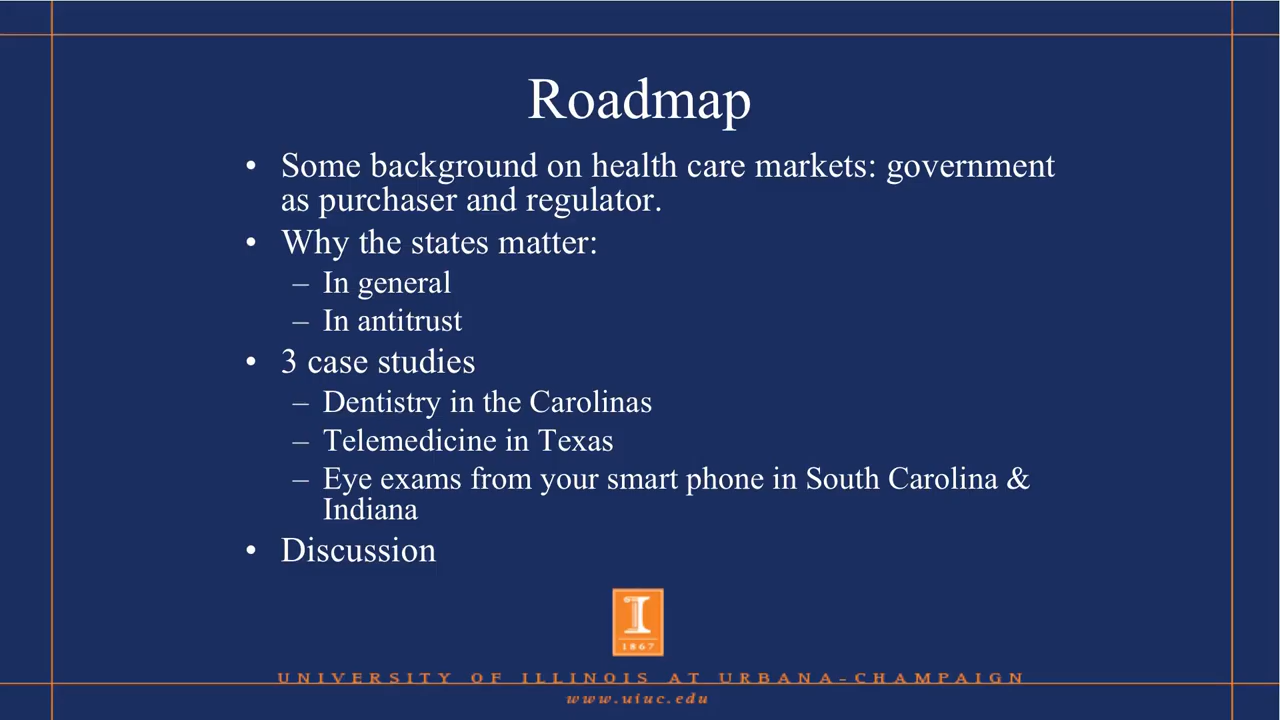 Roadmap
• Some background on health care markets: government
as purchaser and regulator.
• Why the states matter:
– In general
– In antitrust
• 3 case studies
– Dentistry in the Carolinas
– Telemedicine in Texas
– Eye exams from your smart phone in South Carolina &
Indiana
• Discussion
I
1867
UNIVERSITY OF ILLINOIS AT URBANA-CHAMPAIGN
www.uiuc.edu